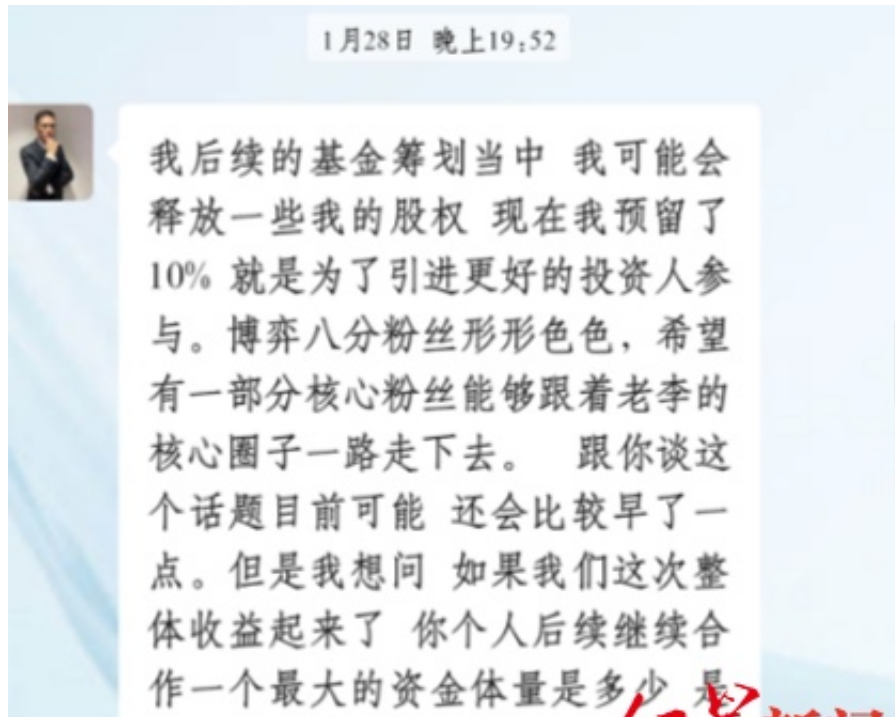 1月28日 晚上19:52
我后续的基金筹划当中 我可能会
释放一些我的股权 现在我预留了
10% 就是为了引进更好的投资人参
与。博弈八分粉丝形形色色，希望
有一部分核心粉丝能够跟着老李的
核心圈子一路走下去。 跟你谈这
个话题目前可能 还会比较早了一
点。但是我想问 如果我们这次整
体收益起来了 你个人后续继续合
作一个最大的资金体量是多少 是